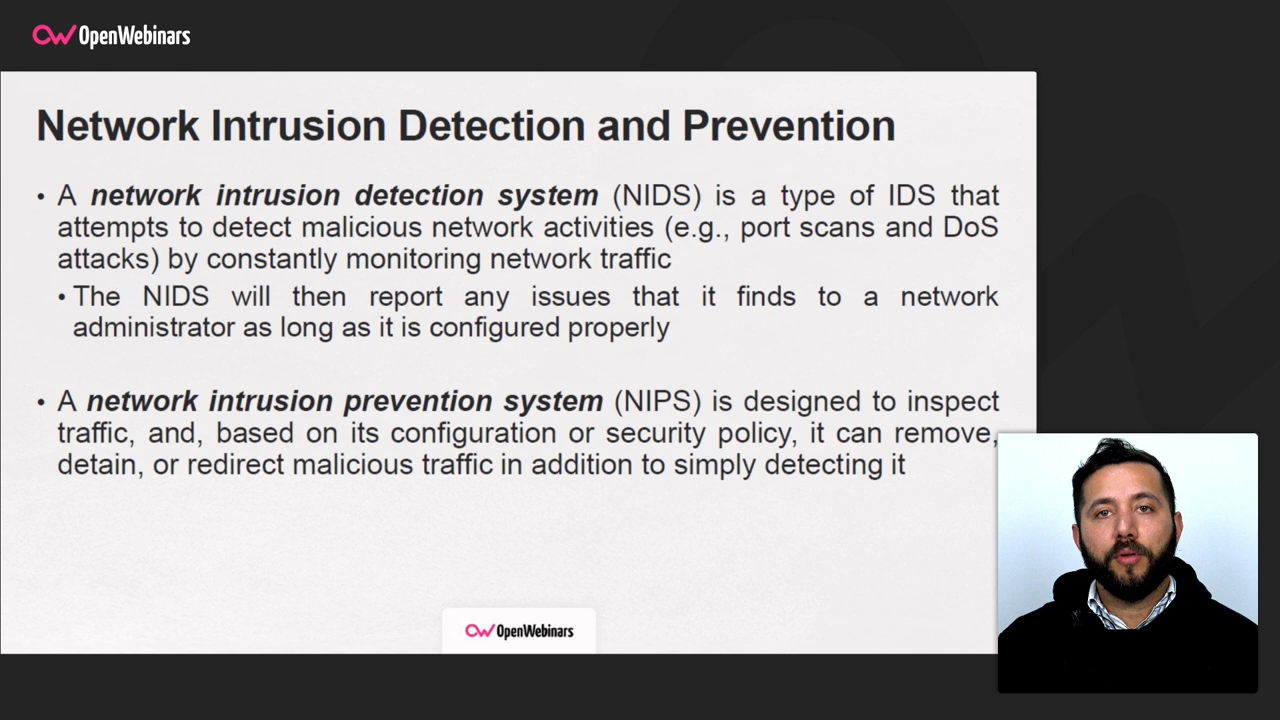 OpenWebinars
Network Intrusion Detection and Prevention
• A network intrusion detection system (NIDS) is a type of IDS that
attempts to detect malicious network activities (e.g., port scans and DoS
attacks) by constantly monitoring network traffic
• The NIDS will then report any issues that it finds to a network
administrator as long as it is configured properly
• A network intrusion prevention system (NIPS) is designed to inspect
traffic, and, based on its configuration or security policy, it can remove,
detain, or redirect malicious traffic in addition to simply detecting it
OpenWebinars